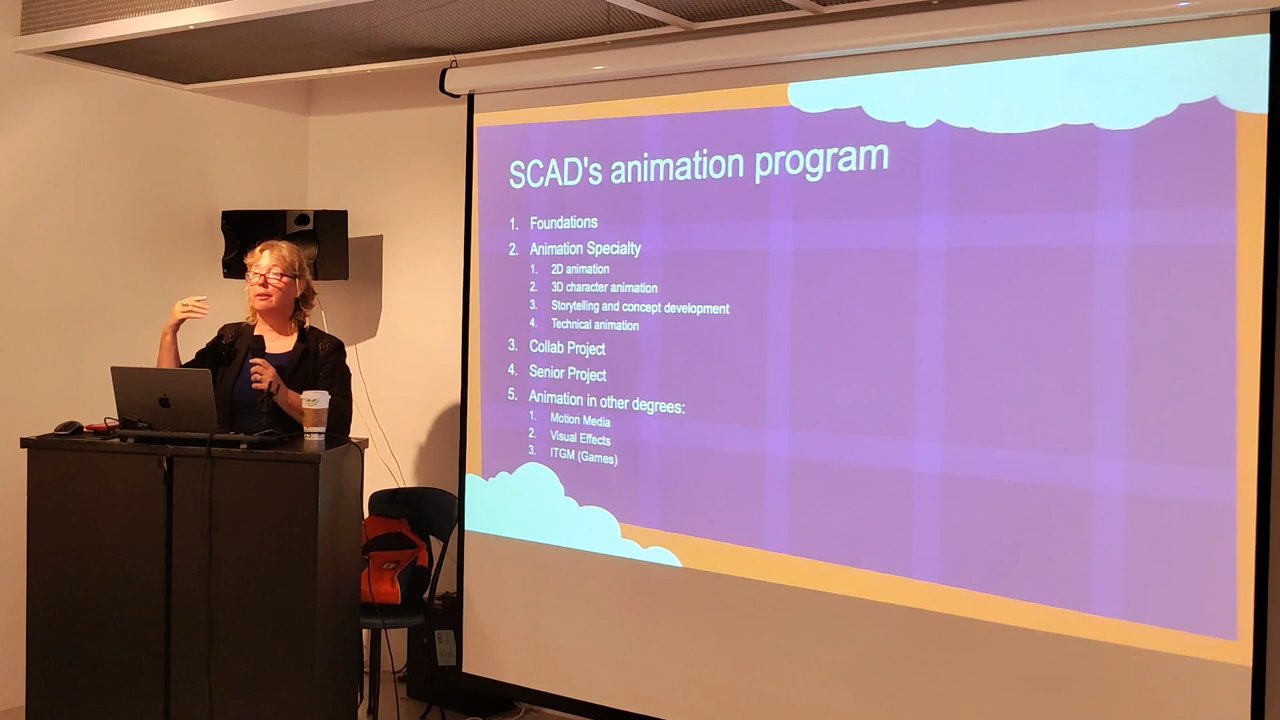 SCAD's animation program
1. Foundations
2. Animation Specialty
1. 2D animation
2. 3D character animation
3. Storytelling and concept development
4. Technical animation
3. Collab Project
4. Senior Project
5. Animation in other degrees:
1. Motion Media
2. Visual Effects
3. ITGM (Games)